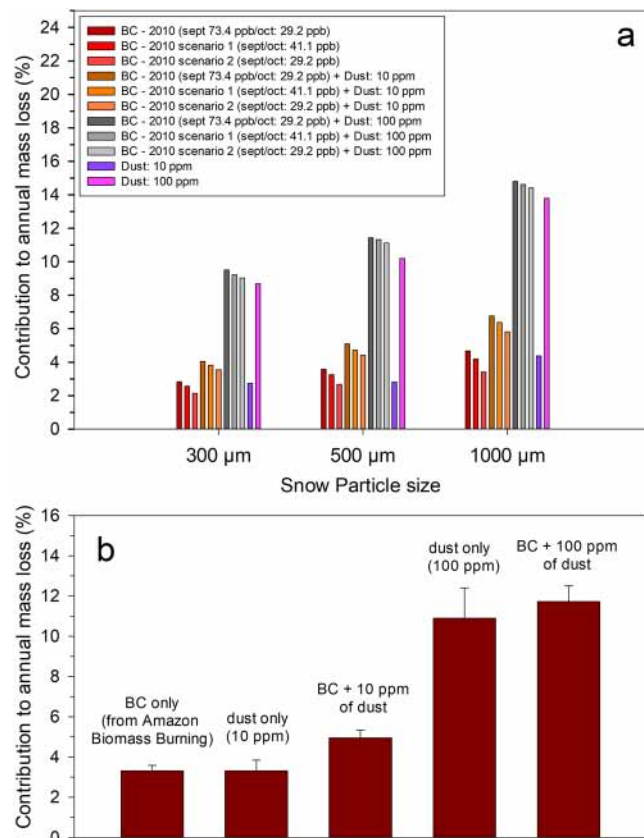 a
Contribution to annual mass loss (%)
24
22
20
18
16
14
12
10
8
6
4
2
0
BC - 2010 (sept 73.4 ppb/oct: 29.2 ppb)
BC - 2010 scenario 1 (sept/oct: 41.1 ppb)
BC - 2010 scenario 2 (sept/oct: 29.2 ppb)
BC - 2010 (sept 73.4 ppb/oct: 29.2 ppb) + Dust: 10 ppm
BC - 2010 scenario 1 (sept/oct: 41.1 ppb) + Dust: 10 ppm
BC - 2010 scenario 2 (sept/oct: 29.2 ppb) + Dust: 10 ppm
BC - 2010 (sept 73.4 ppb/oct: 29.2 ppb) + Dust: 100 ppm
BC - 2010 scenario 1 (sept/oct: 41.1 ppb) + Dust: 100 ppm
BC - 2010 scenario 2 (sept/oct: 29.2 ppb) + Dust: 100 ppm
Dust: 10 ppm
Dust: 100 ppm
300 µm
500 µm
1000 µm
Snow Particle size
b
Contribution to annual mass loss (%)
16
14
12
10
8
6
4
2
0
BC only
(from Amazon
Biomass Burning)
dust only
(10 ppm)
BC + 10 ppm
of dust
dust only
(100 ppm)
BC + 100 ppm
of dust